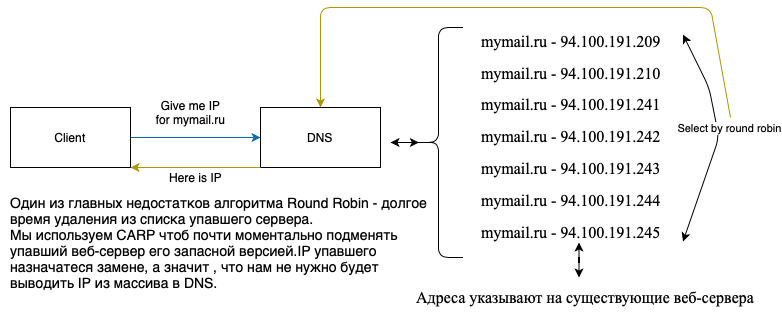 mymail.ru - 94.100.191.209
mymail.ru - 94.100.191.210
mymail.ru - 94.100.191.241
mymail.ru - 94.100.191.242
mymail.ru - 94.100.191.243
mymail.ru - 94.100.191.244
mymail.ru - 94.100.191.245
Select by round robin
Give me IP
for mymail.ru
Client
DNS
Here is IP
Один из главных недостатков алгоритма Round Robin - долгое
время удаления из списка упавшего сервера.
Мы используем CARP чтоб почти моментально подменять
упавший веб-сервер его запасной версией.IP упавшего
назначатеся замене, а значит , что нам не нужно будет
выводить IP из массива в DNS.
Адреса указывают на существующие веб-сервера